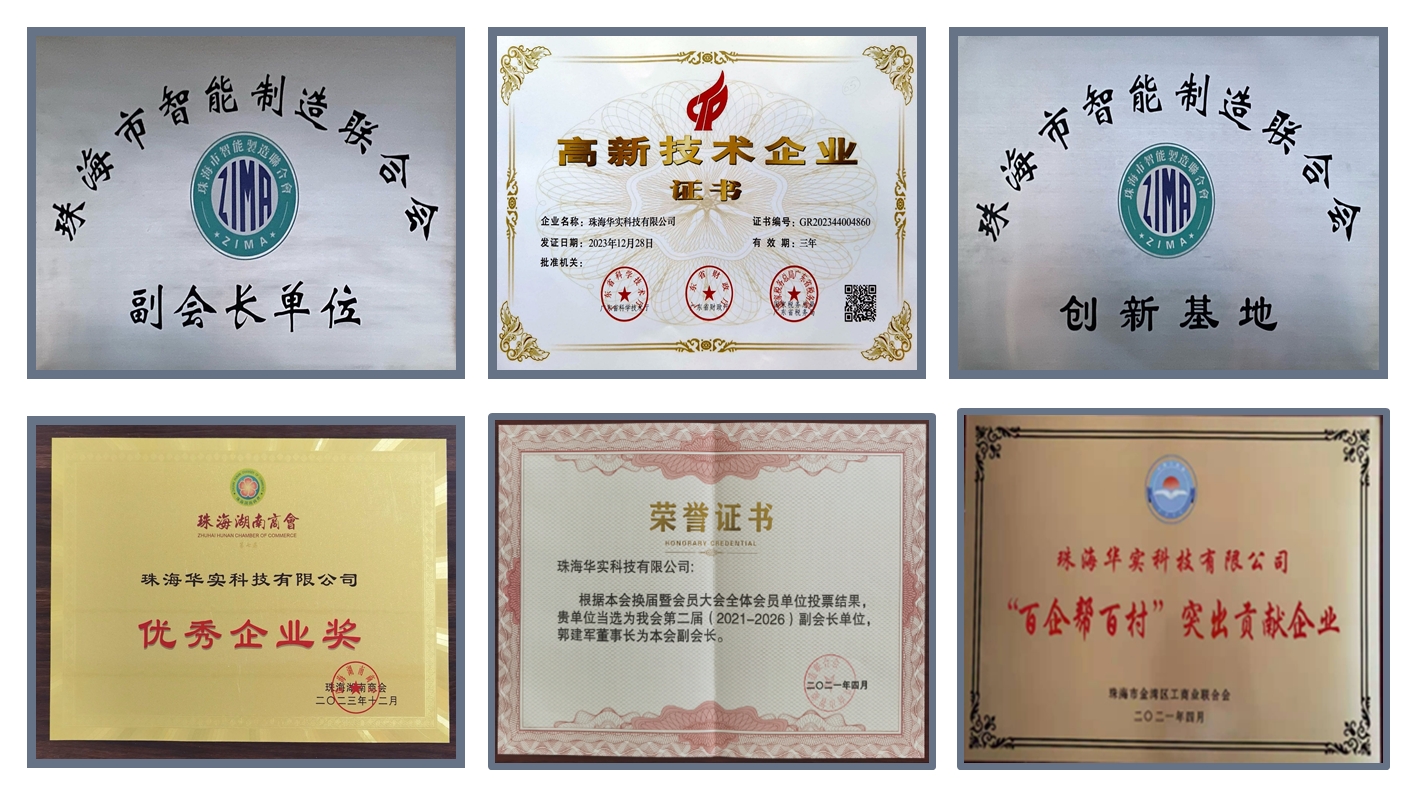 珠海市智能制造联合会
珠海市智能製造聯合會
ZIMA
ZIMA
副会长单位
高新技术企业
证书
企业名称：珠海华实科技有限公司
证书编号：GR202344004860
发证日期：2023年12月28日
有 效 期：三年
批准机关：
广东省科学技术厅
广东省财政厅
国家税务总局广东省税务局
珠海市智能制造联合会
珠海市智能製造聯合會
ZIMA
ZIMA
创新基地
珠海湖南商會
ZHUHAI HUNAN CHAMBER OF COMMERCE
珠海华实科技有限公司
优秀企业奖
珠海湖南商会
二〇二三年十二月
荣誉证书
HONORARY CREDENTIAL
珠海华实科技有限公司:
根据本会换届暨会员大会全体会员单位投票结果，
贵单位当选为我会第二届（2021-2026）副会长单位，
郭建军董事长为本会副会长。
二〇二一年四月
珠海华实科技有限公司
“百企帮百村”突出贡献企业
珠海市金湾区工商业联合会
二〇二一年四月